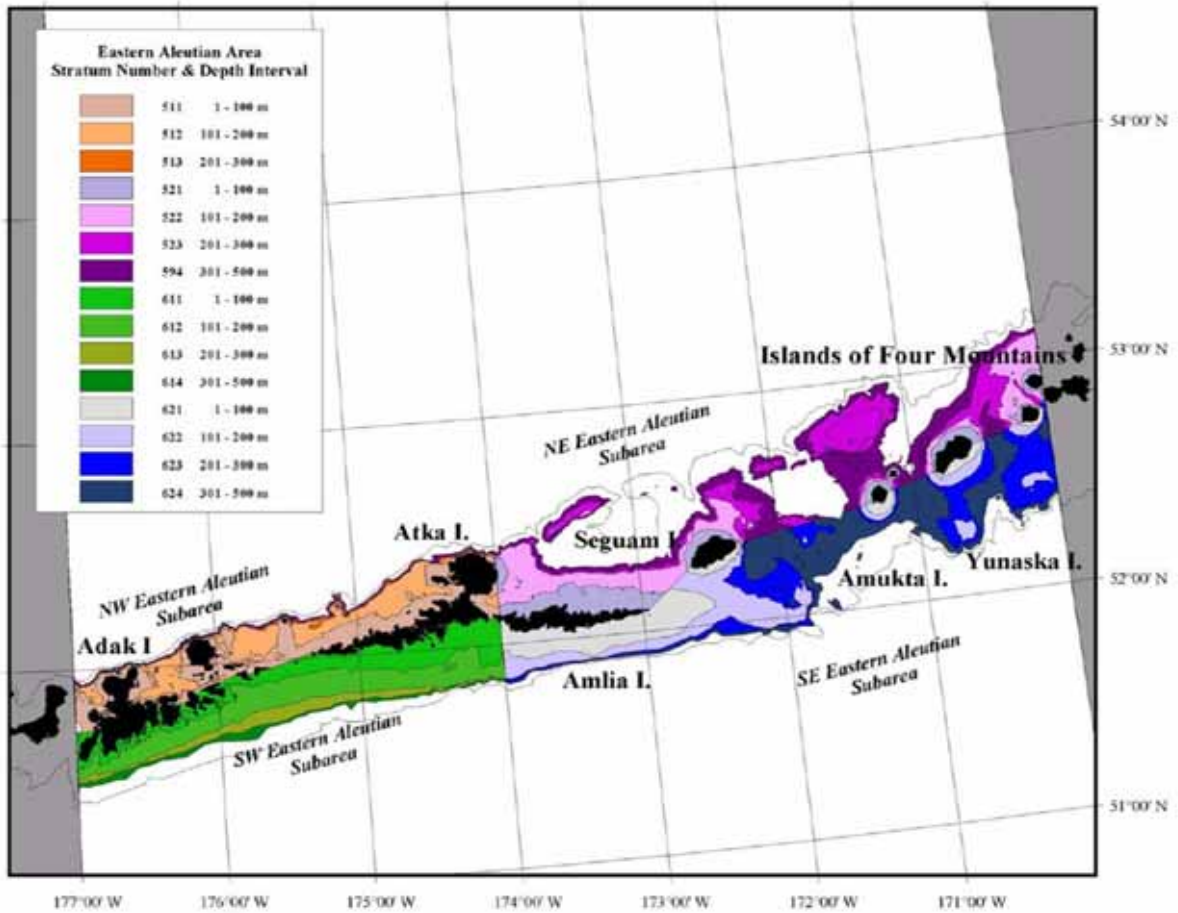 Eastern Aleutian Area
Stratum Number & Depth Interval
511 1 - 100 m
512 101 - 200 m
513 201 - 300 m
521 1 - 100 m
522 101 - 200 m
523 201 - 300 m
594 301 - 500 m
611 1 - 100 m
612 101 - 200 m
613 201 - 300 m
614 301 - 500 m
621 1 - 100 m
622 101 - 200 m
623 201 - 300 m
624 301 - 500 m
54°00' N
53°00' N
Islands of Four Mountains
NE Eastern Aleutian
Subarea
52°00' N
Atka I.
Seguam I
Yunaska I.
Amukta I.
NW Eastern Aleutian
Subarea
Adak I
Amlia I.
SE Eastern Aleutian
Subarea
SW Eastern Aleutian
Subarea
51°00' N
177°00' W
176°00' W
175°00' W
174°00' W
173°00' W
172°00' W
171°00' W